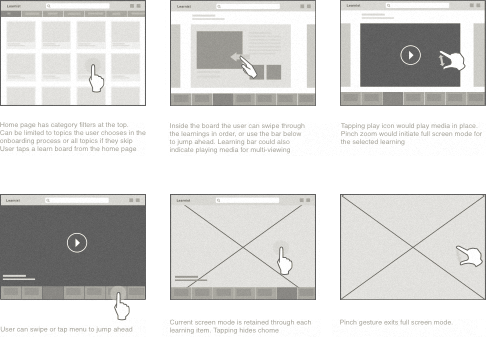 Learnist
Learnist
Learnist
Home page has category filters at the top.
Can be limited to topics the user chooses in the
onboarding process or all topics if they skip
User taps a learn board from the home page
Inside the board the user can swipe through
the learnings in order, or use the bar below
to jump ahead. Learning bar could also
indicate playing media for multi-viewing
Tapping play icon would play media in place.
Pinch zoom would initiate full screen mode for
the selected learning
Learnist
Learnist
User can swipe or tap menu to jump ahead
Current screen mode is retained through each
learning item. Tapping hides chome
Pinch gesture exits full screen mode